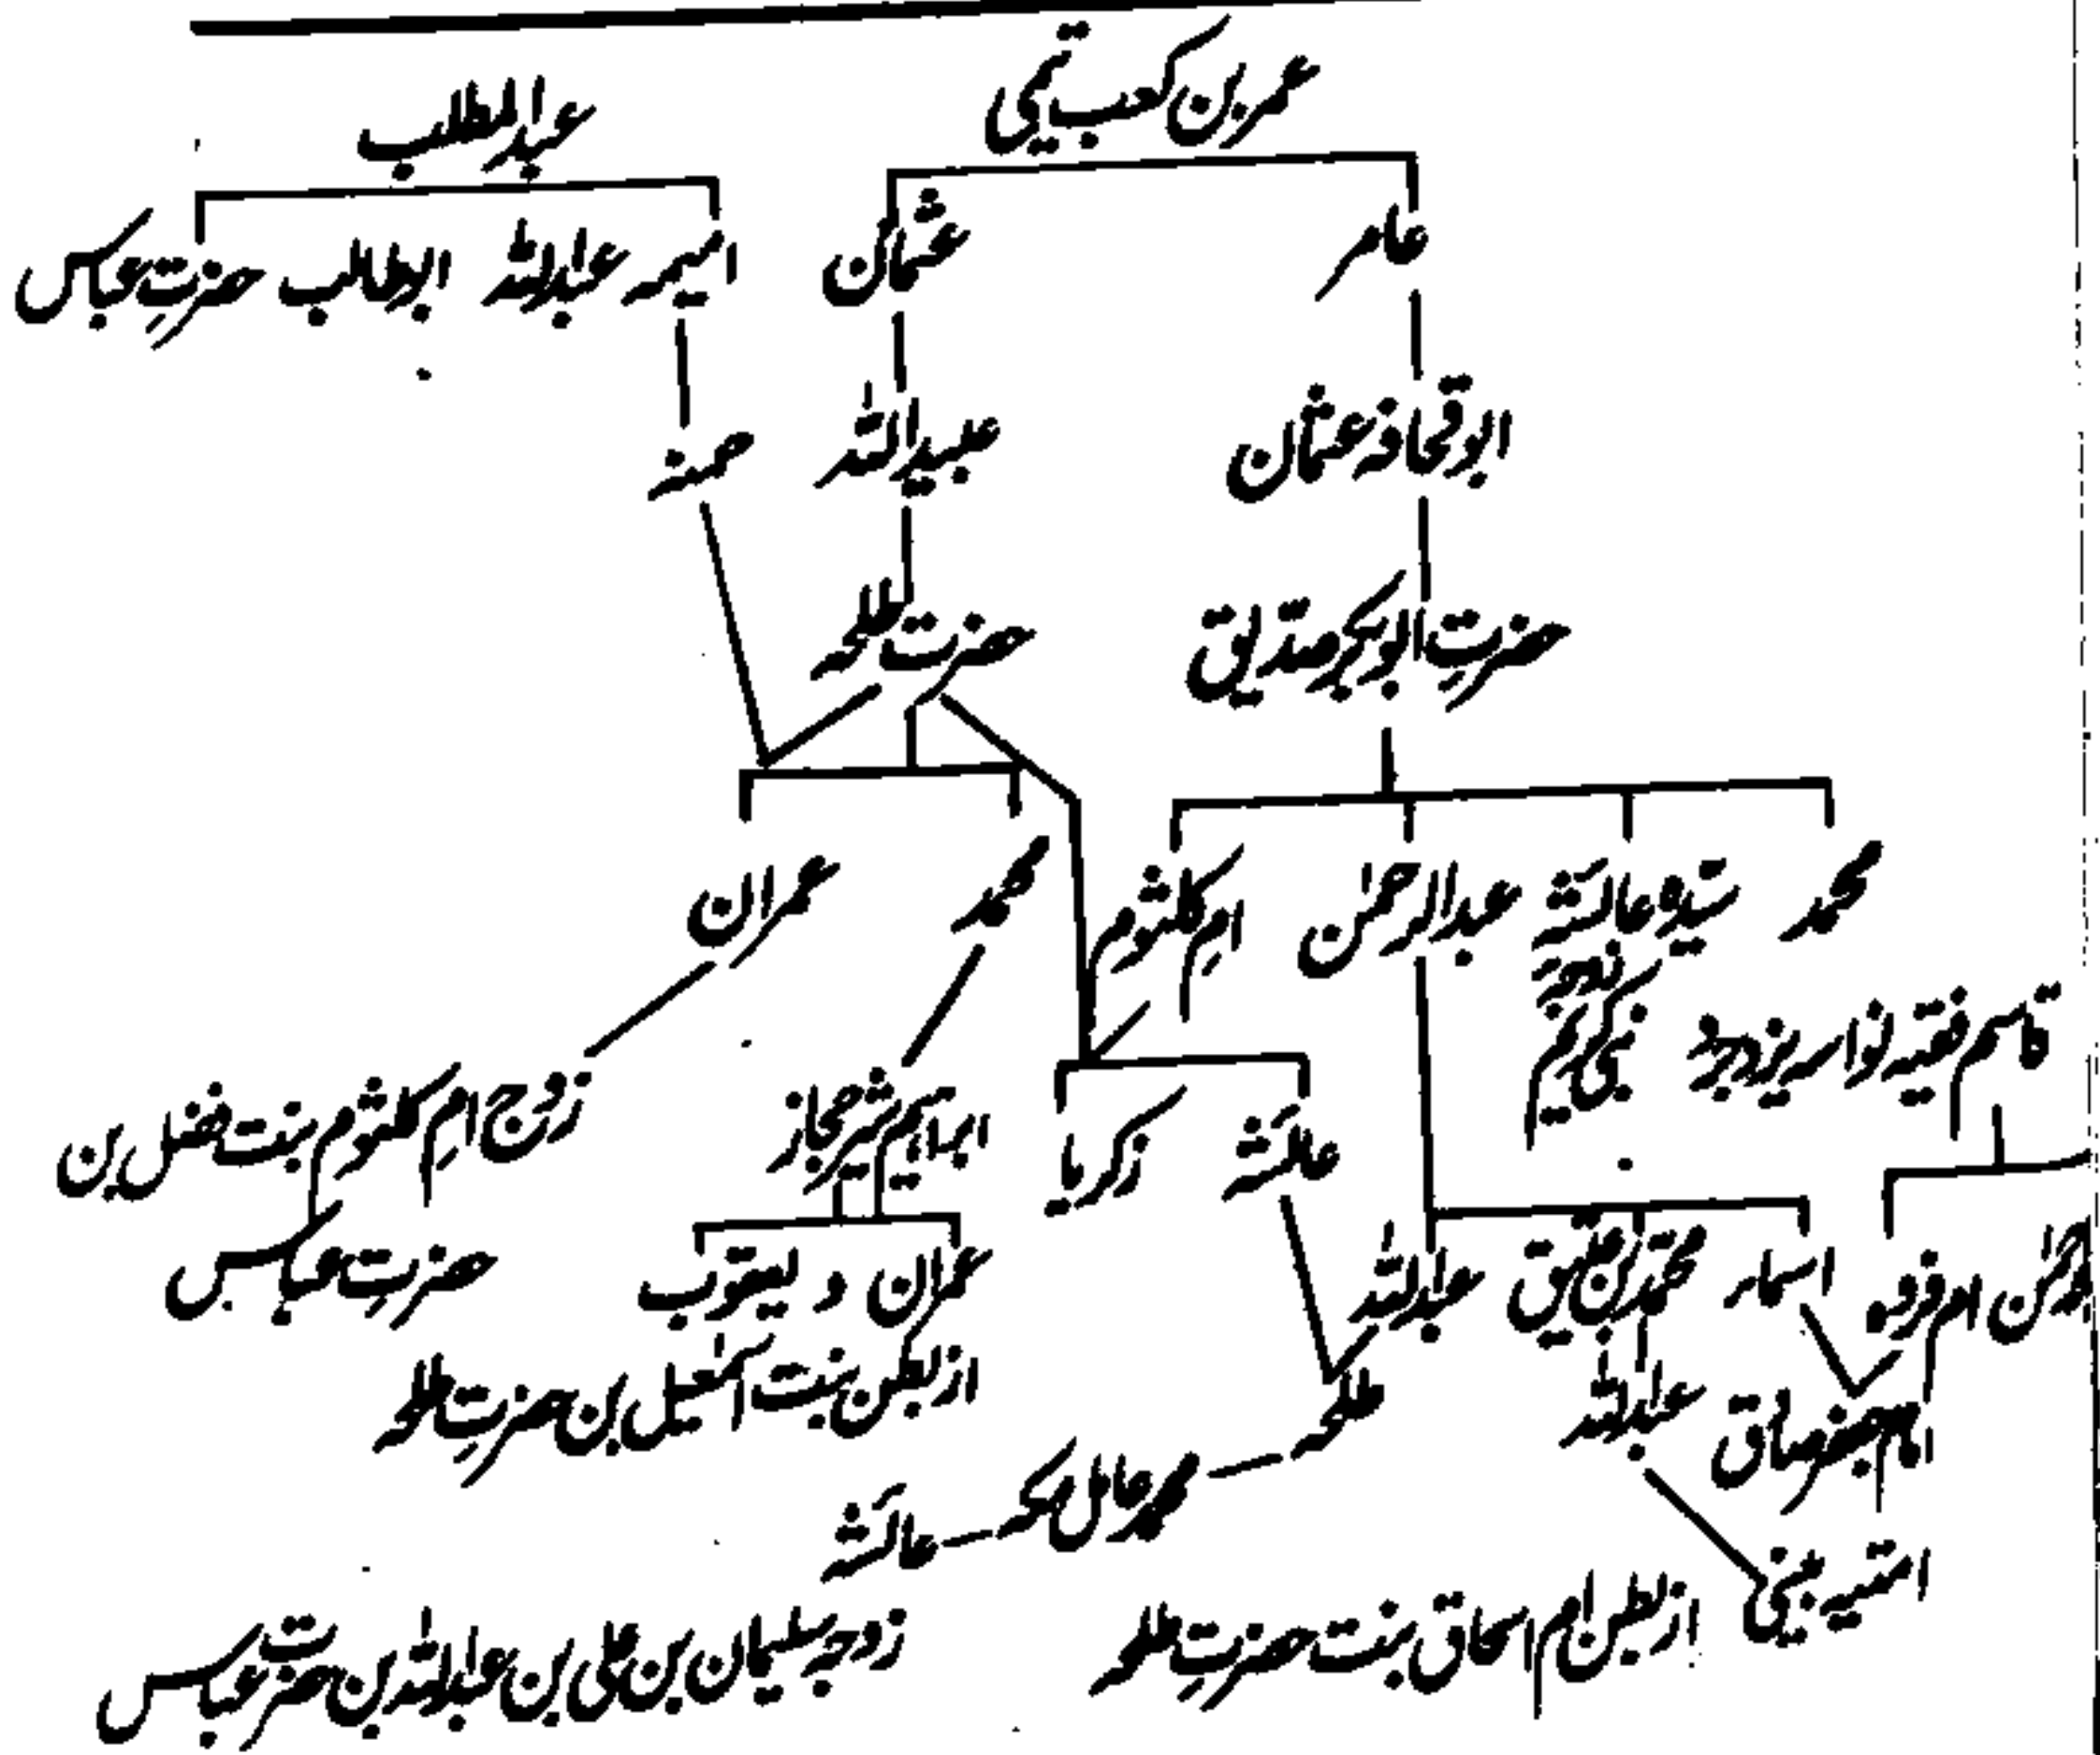 عمر بن کعب تیمی
عبدالمطلب
عامر
عثمان
امیمہ عبداللہ ابوطالب حضرت عباس
ابوقحافہ عثمان
عبیداللہ
حمنہ
حضرتِ ابوبکر صدیق
حضرت طلحہ
محمد سیدہ عائشہ عبدالرحمٰن امِ کلثوم
زوجہ
نبی کریم
محمد
عمران
قاسم فقیہ نواسہ یزدجرد
عائشہ
زکریا
ابراہیم شیر حجاز
زوج امِ کلثوم بنت فضل بن
حضرتِ عباس
ام فروہ
اسماء
محمد بن عتیق
عبداللہ
عمران و یعقوب
از بطن بنت اسمٰعیل بن حضرتِ طلحہ
امام جعفر صادق
عبداللہ
طلحہ
محمد عامل مکہ
عائشہ
زوجہ سلیمان بن علی بن عبداللہ بن حضرت عباس
از بطن ام اسحاق بنت حضرتِ طلحہ